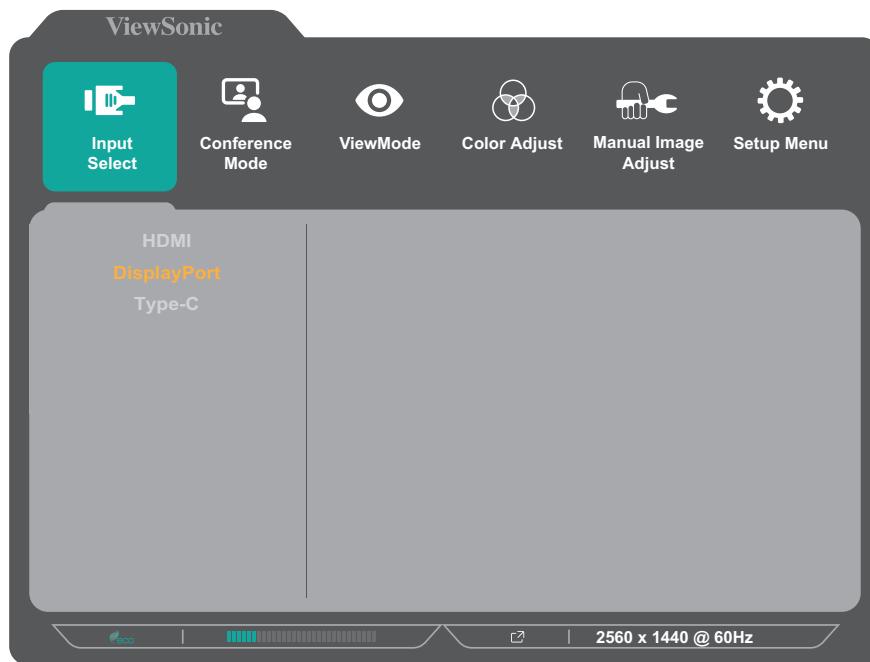 ViewSonic
Input
Select
Conference
Mode
ViewMode
Color Adjust
Manual Image
Adjust
Setup Menu
HDMI
DisplayPort
Type-C
eco
2560 x 1440 @ 60Hz